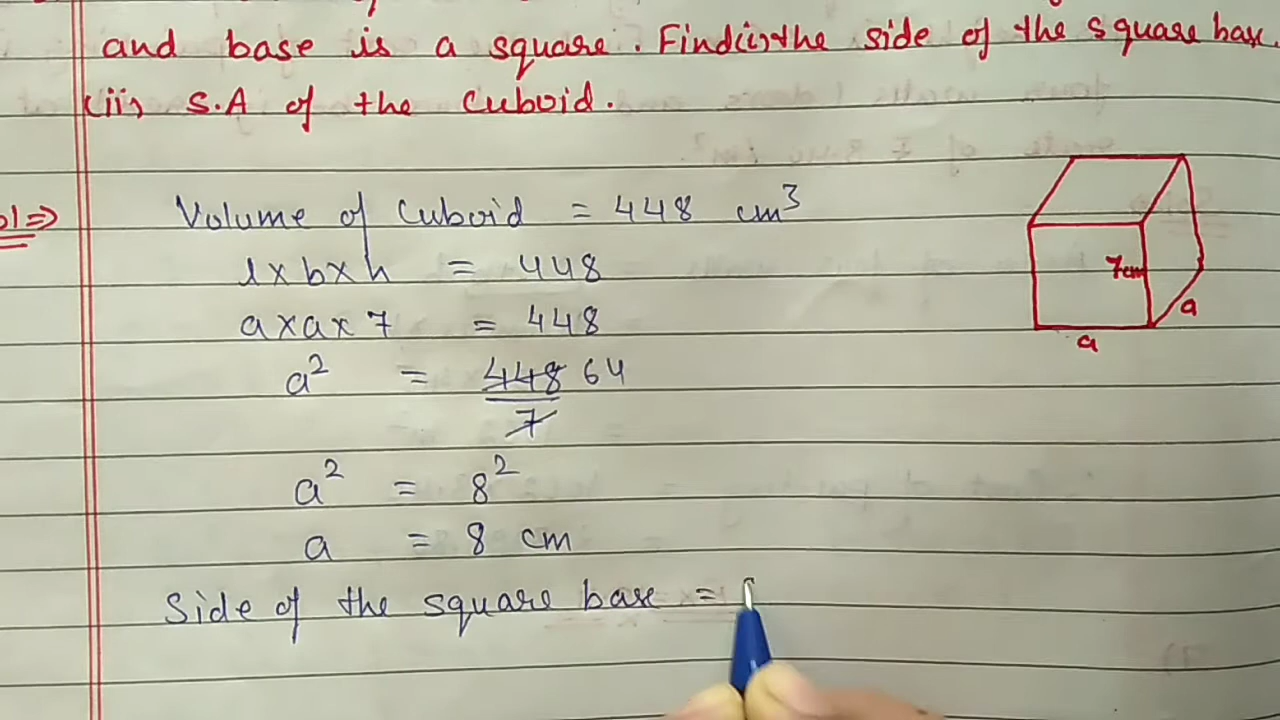 and base is a square. Find(i) the side of the square base.
(ii) S.A of the Cuboid.
Volume of Cuboid = 448 cm³
l×b×h = 448
a×a×7 = 448
a² = 448 64
7
a² = 8²
a = 8 cm
Side of the square base =
7cm
a
a